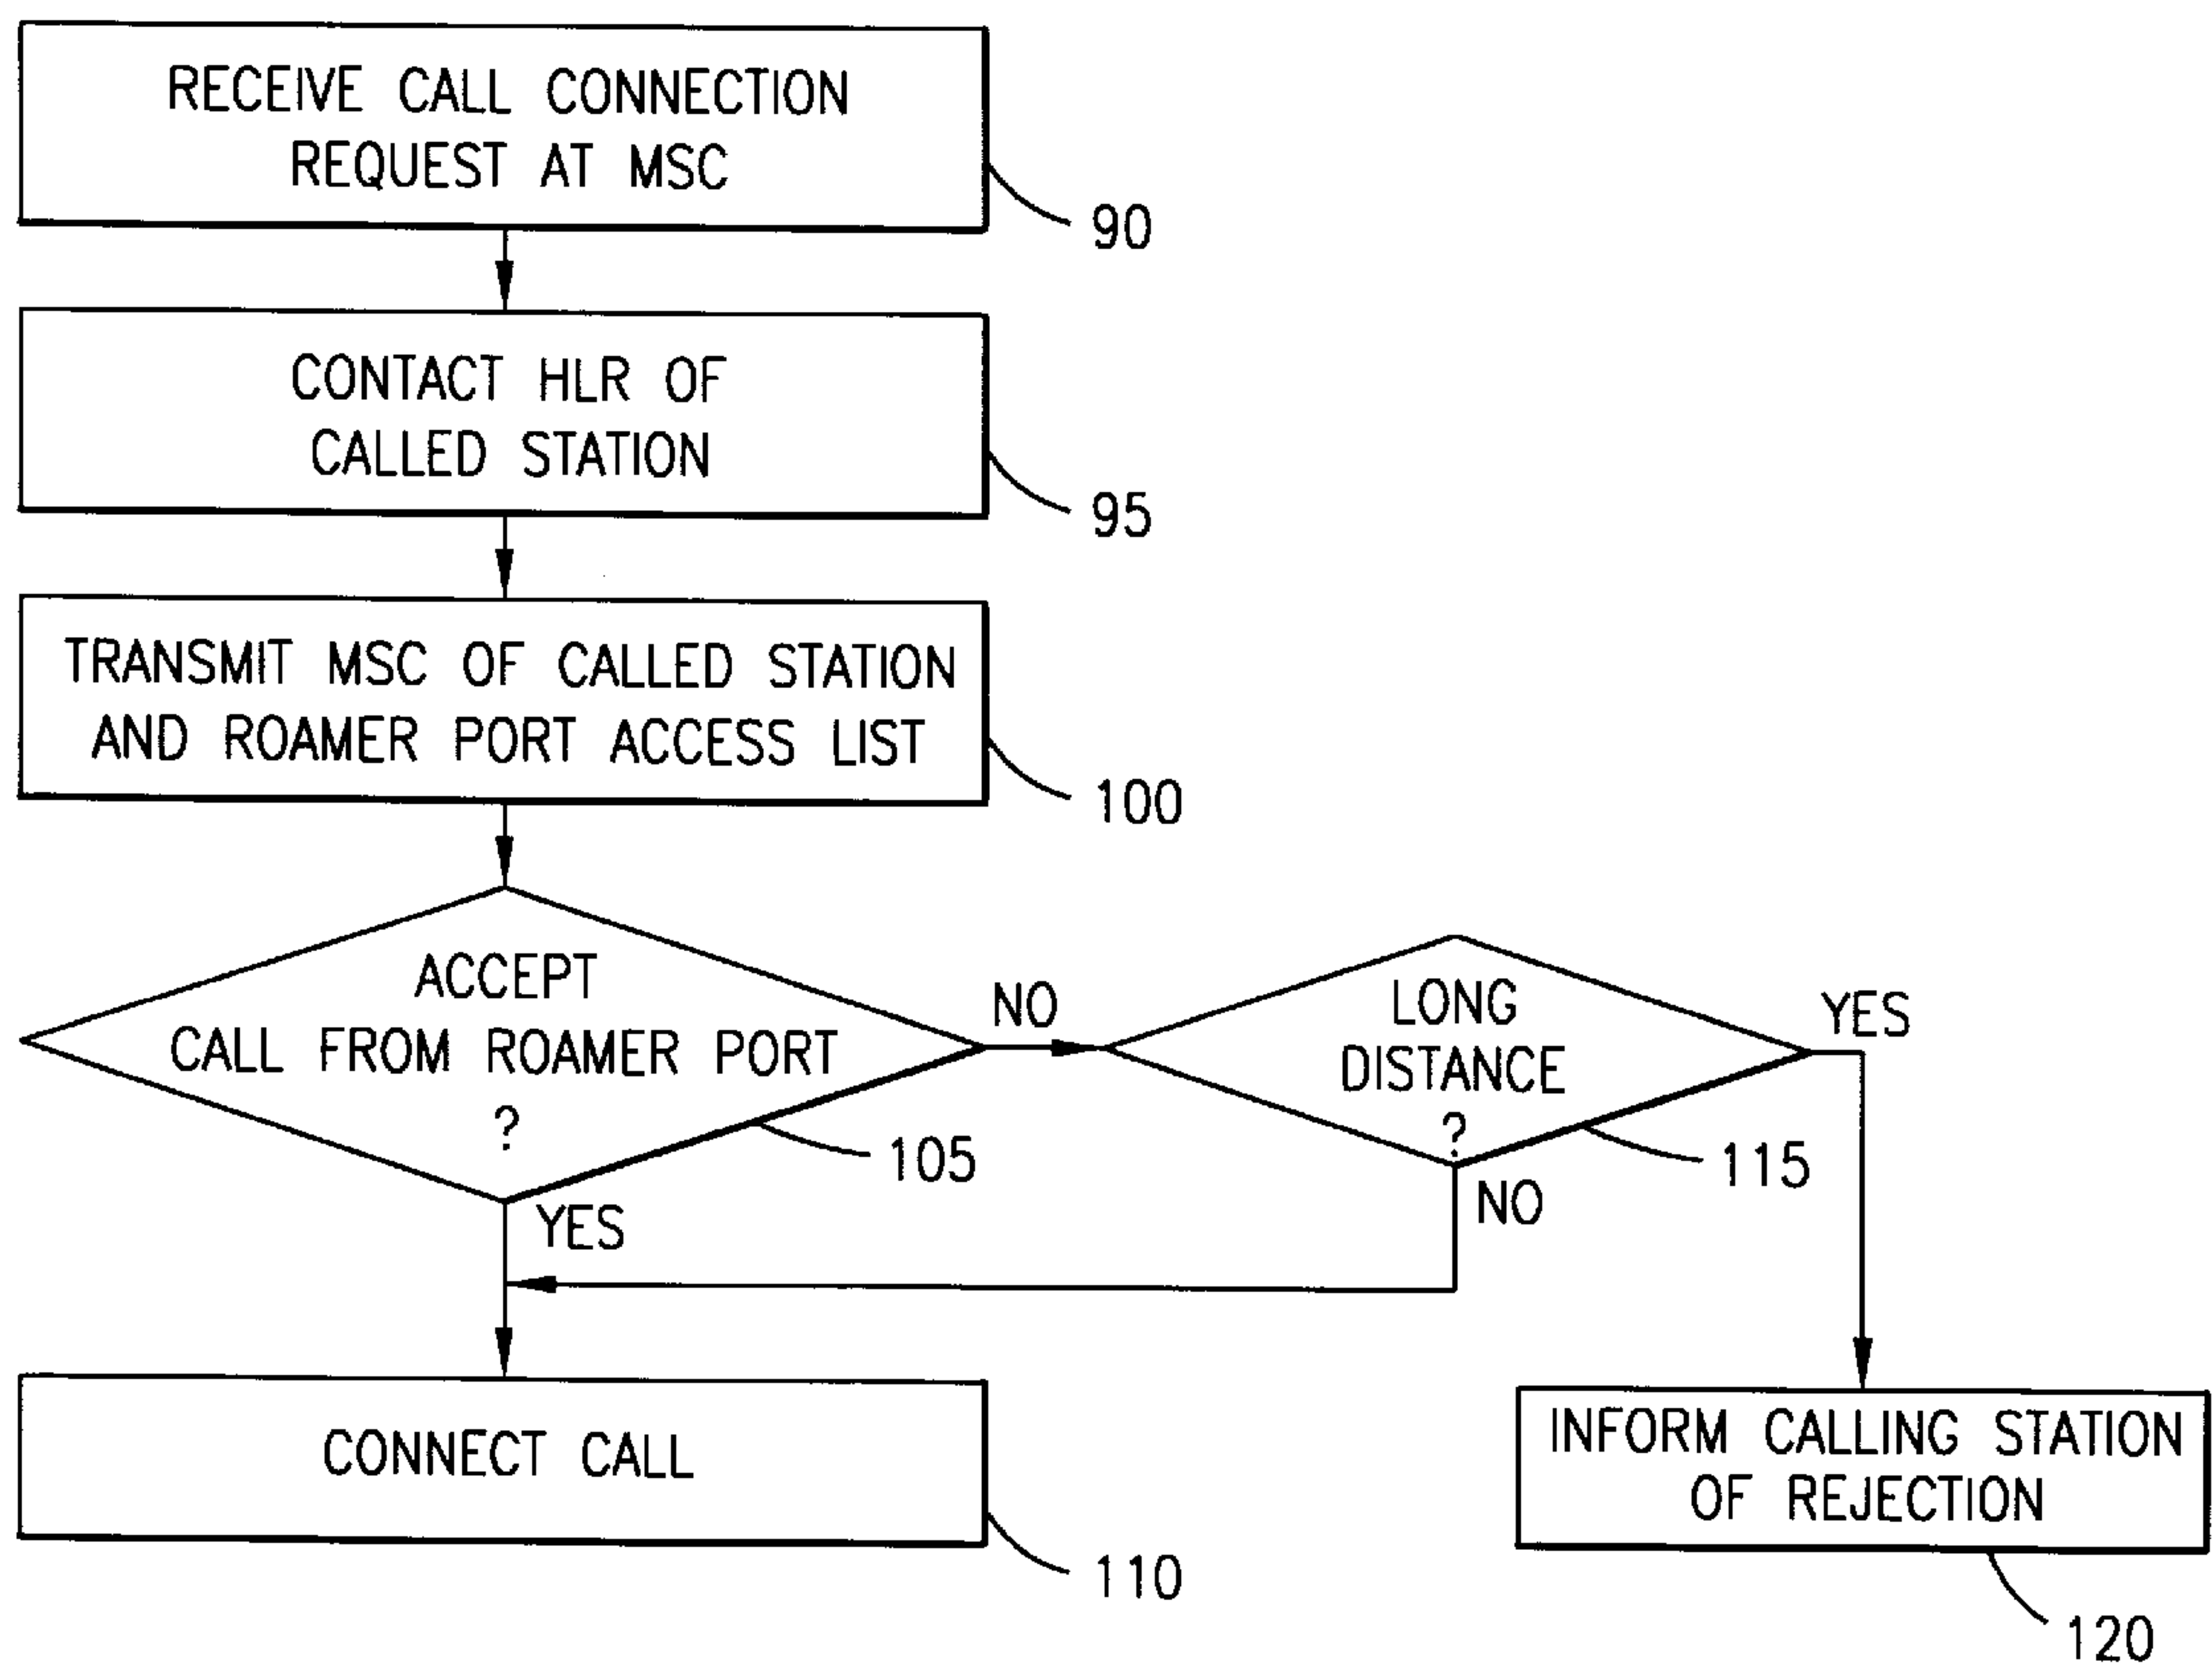 RECEIVE CALL CONNECTION
REQUEST AT MSC
90
CONTACT HLR OF
CALLED STATION
95
TRANSMIT MSC OF CALLED STATION
AND ROAMER PORT ACCESS LIST
100
ACCEPT
CALL FROM ROAMER PORT
?
105
NO
YES
LONG
DISTANCE
?
115
YES
NO
CONNECT CALL
110
INFORM CALLING STATION
OF REJECTION
120